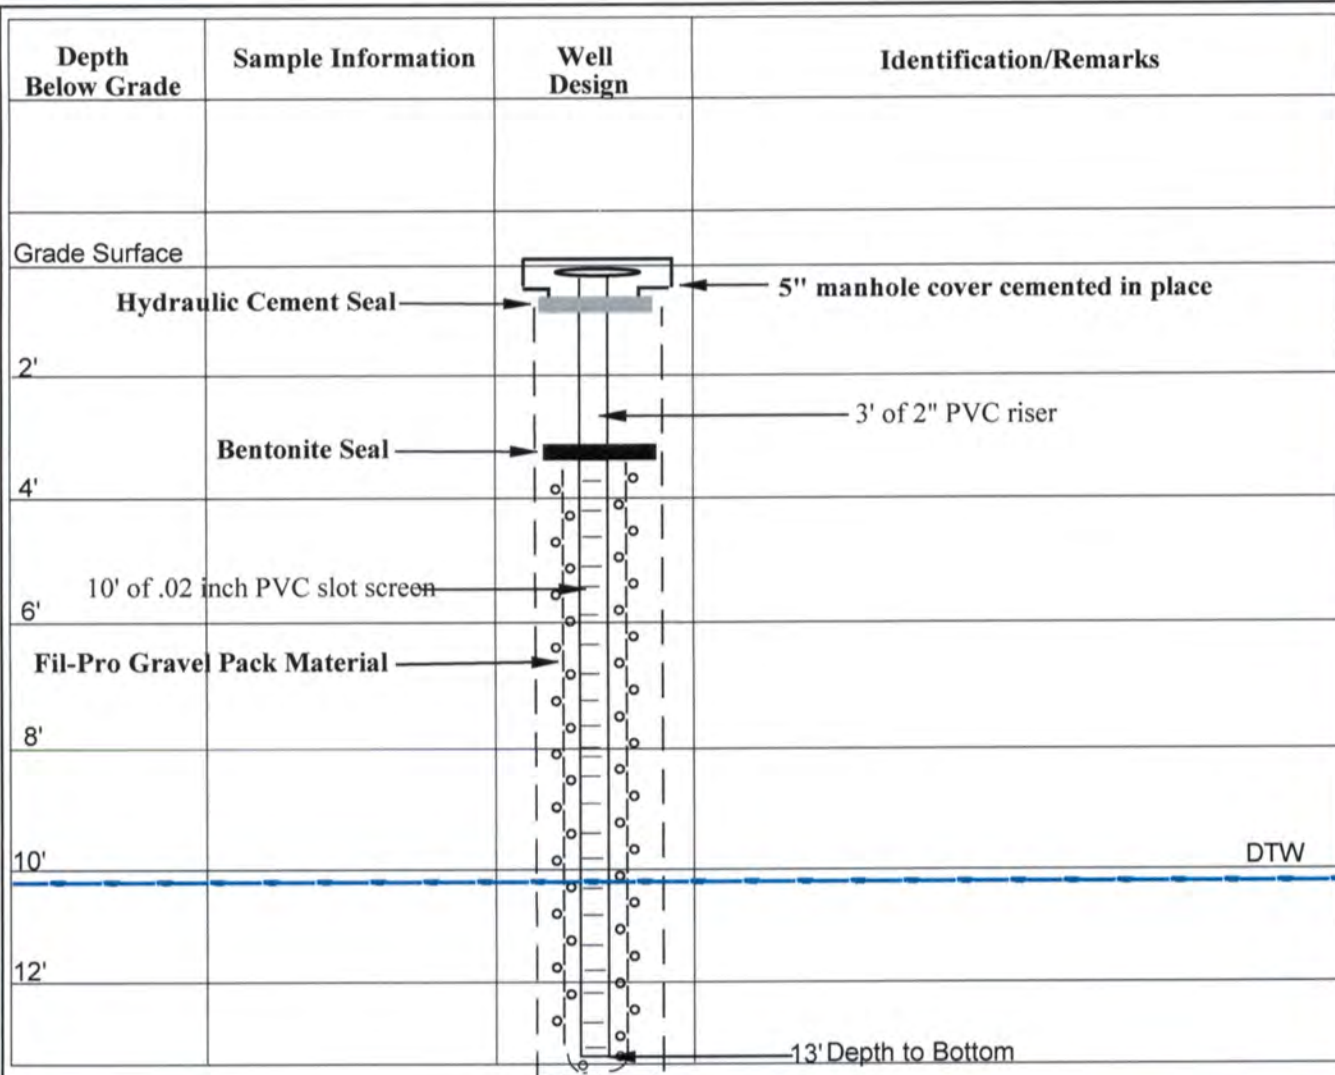 Depth
Below Grade
Sample Information
Well
Design
Identification/Remarks
Grade Surface
Hydraulic Cement Seal
5" manhole cover cemented in place
2'
3' of 2" PVC riser
Bentonite Seal
4'
10' of .02 inch PVC slot screen
6'
Fil-Pro Gravel Pack Material
8'
10'
DTW
12'
13' Depth to Bottom